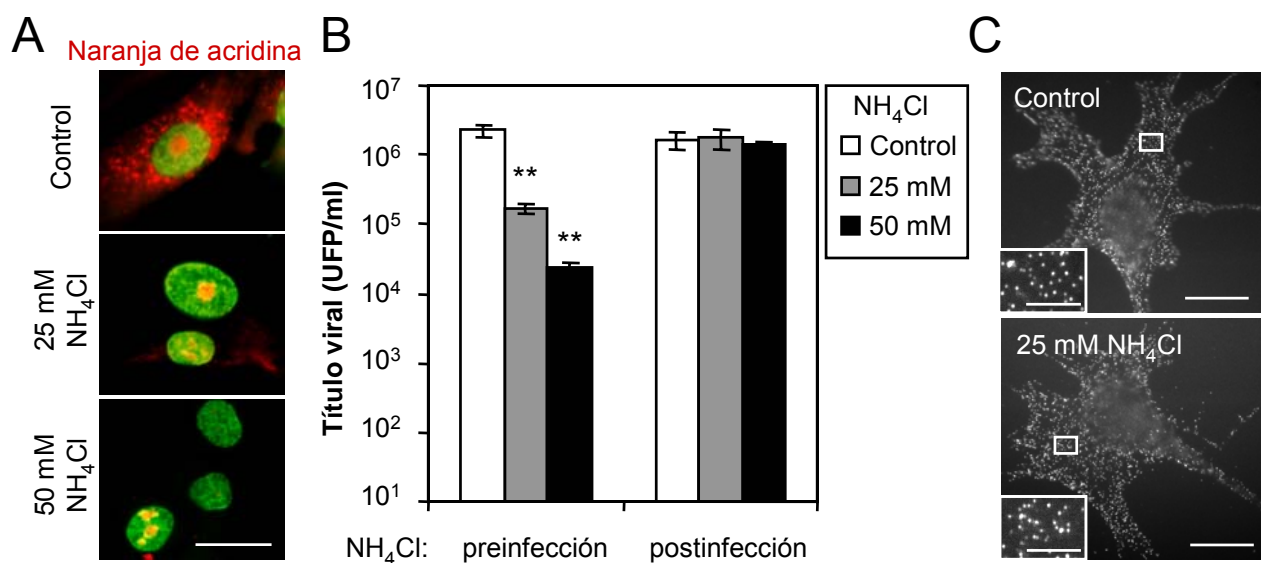 A
Naranja de acridina
Control
25 mM
NH₄Cl
50 mM
NH₄Cl
B
Título viral (UFP/ml)
10⁷
10⁶
10⁵
10⁴
10³
10²
10¹
**
**
NH₄Cl
Control
25 mM
50 mM
NH₄Cl: preinfección postinfección
C
Control
25 mM NH₄Cl